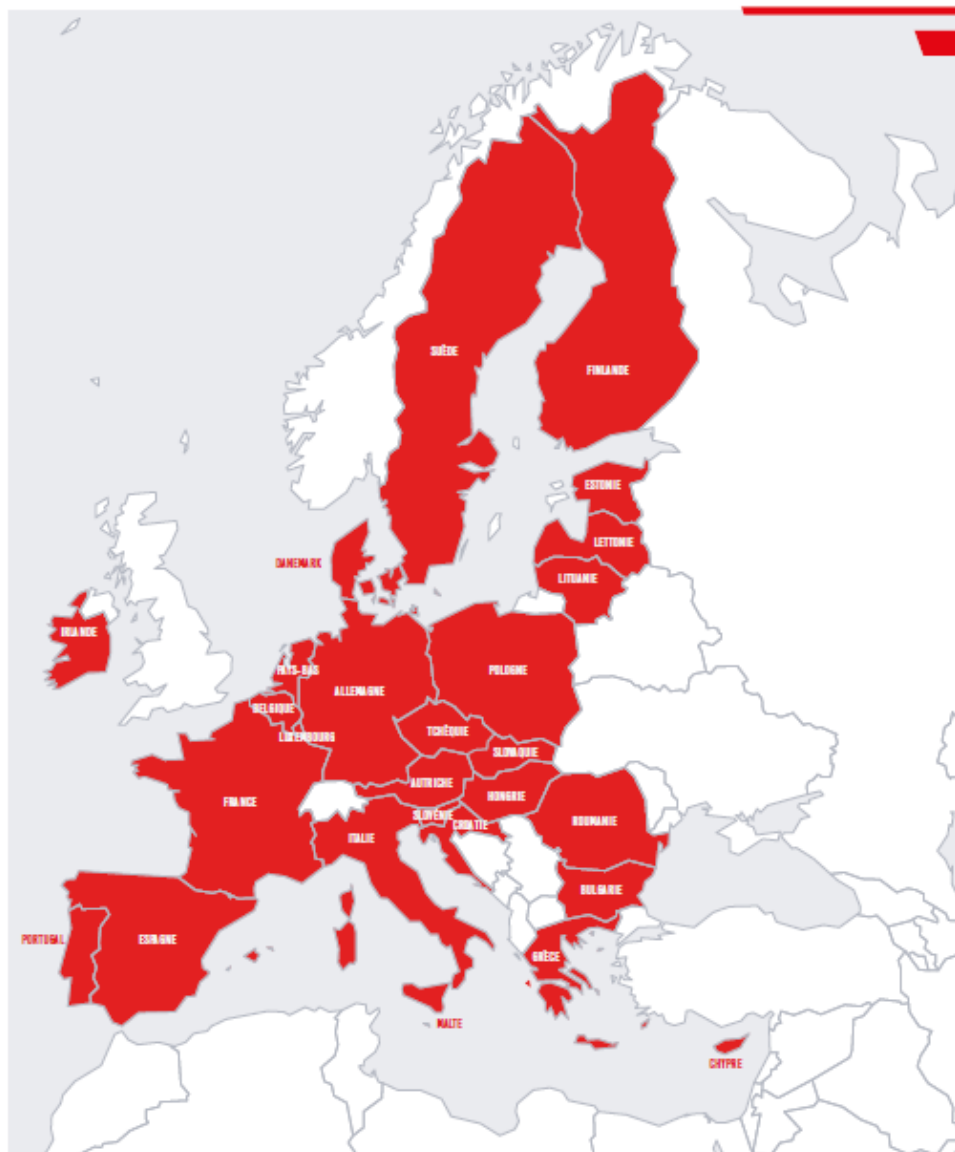 SUÈDE
FINLANDE
ESTONIE
DANEMARK
LETTONIE
LITUANIE
IRLANDE
PAYS-BAS
POLOGNE
ALLEMAGNE
BELGIQUE
TCHÉQUIE
LUXEMBOURG
SLOVAQUIE
AUTRICHE
HONGRIE
FRANCE
SLOVÉNIE
ROUMANIE
CROATIE
ITALIE
BULGARIE
PORTUGAL
ESPAGNE
GRÈCE
MALTE
CHYPRE